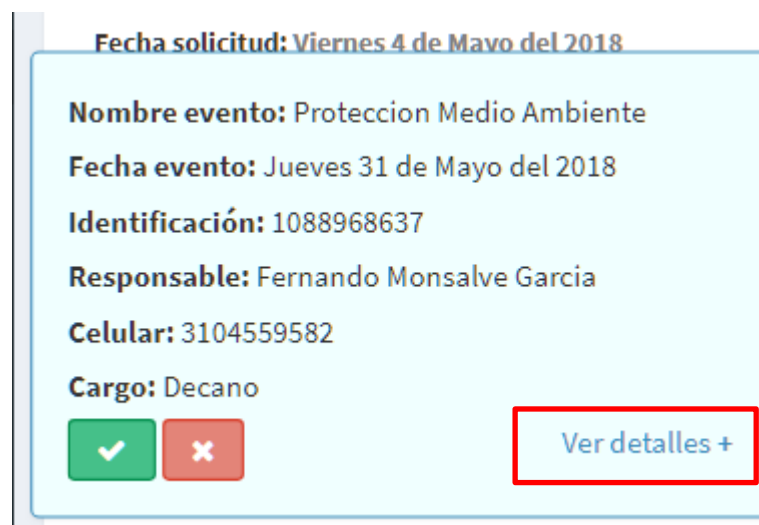 Fecha solicitud: Viernes 4 de Mayo del 2018
Nombre evento: Proteccion Medio Ambiente
Fecha evento: Jueves 31 de Mayo del 2018
Identificación: 1088968637
Responsable: Fernando Monsalve Garcia
Celular: 3104559582
Cargo: Decano
Ver detalles +